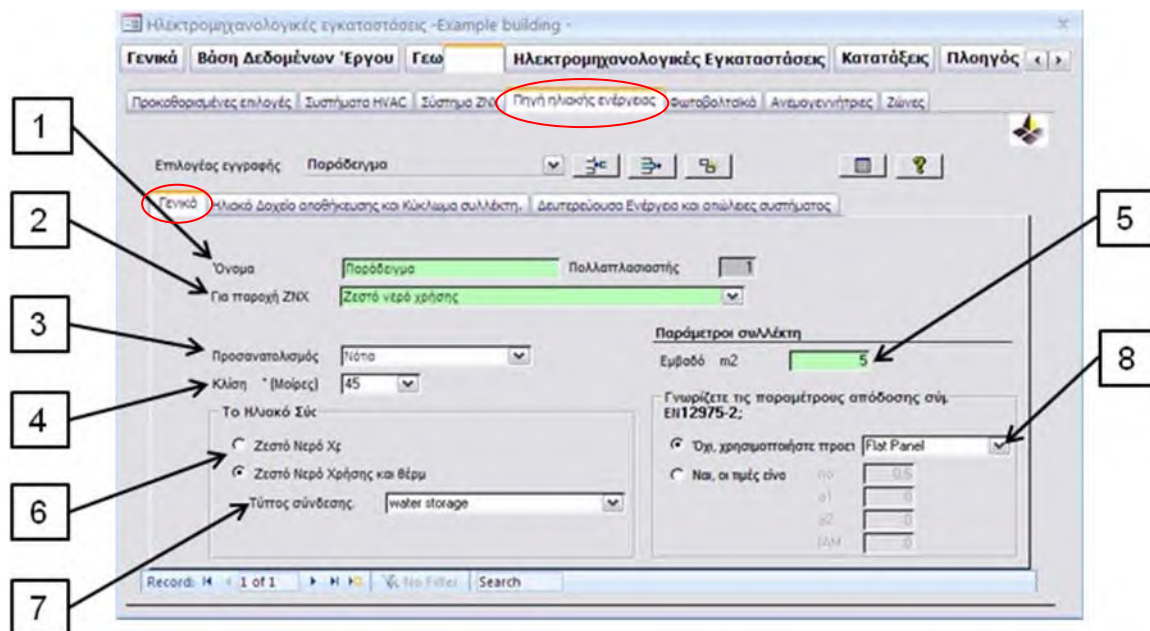 Ηλεκτρομηχανολογικές εγκαταστάσεις -Example building -
Γενικά Βάση Δεδομένων Έργου Γεω Ηλεκτρομηχανολογικές Εγκαταστάσεις Κατατάξεις Πλοηγός
Προκαθορισμένες επιλογές Συστήματα HVAC Σύστημα ΖΝΧ Πηγή ηλιακής ενέργειας Φωτοβολταϊκά Ανεμογεννήτριες Ζώνες
1
Επιλογέας εγγραφής Παράδειγμα
Γενικά Ηλιακό Δοχείο αποθήκευσης και Κύκλωμα συλλέκτη. Δευτερεύουσα Ενέργεια και απώλειες συστήματος
2
5
Όνομα Παράδειγμα Πολλαπλασιαστής 1
Για παροχή ΖΝΧ Ζεστό νερό χρήσης
3
Παράμετροι συλλέκτη
Προσανατολισμός Νότια Εμβαδό m2 5
8
Κλίση ° (Μοίρες) 45
4
Το Ηλιακό Σύς
Γνωρίζετε τις παραμέτρους απόδοσης σύμ
EN12975-2;
Ζεστό Νερό Χρ
Όχι, χρησιμοποιήστε προεπ Flat Panel
Ζεστό Νερό Χρήσης και θέρμ
Ναι, οι τιμές είνα no 0.6
6
Τύπος σύνδεσης. water storage
a1 0
a2 0
IAM 0
7
Record: 1 of 1 No Filter Search